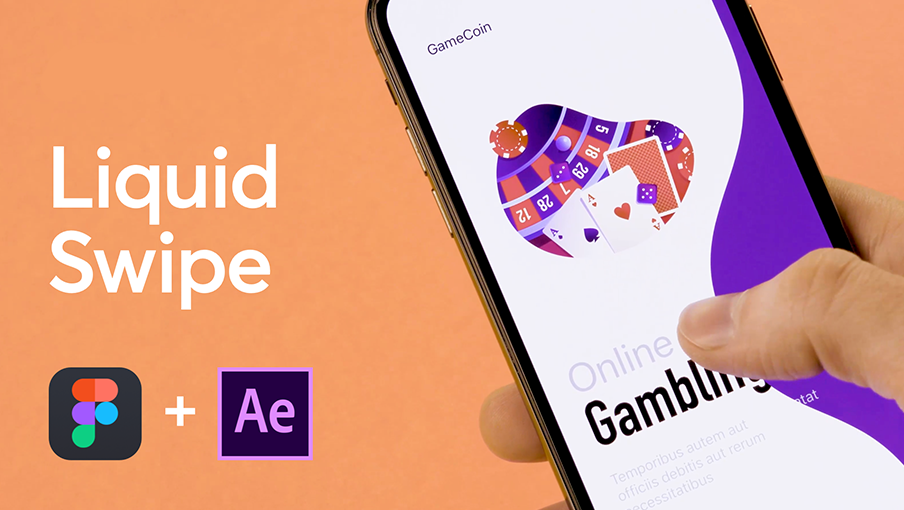 Liquid
Swipe
+
Ae
GameCoin
5
18
29
7
28
12
A
A
A
Online
Gambling
tat
Temporibus autem aut
officiis debitis aut rerum
necessitatibus